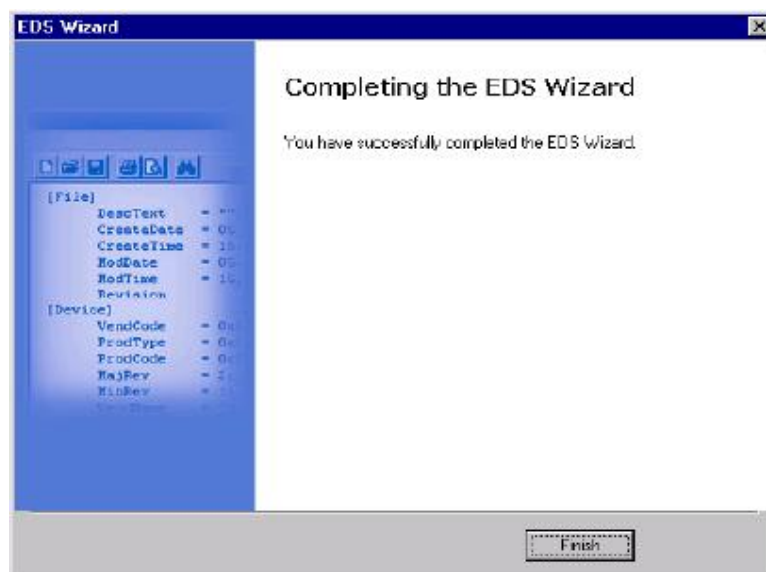 EDS Wizard
Completing the EDS Wizard
You have successfully completed the EDS Wizard.
[File]
DescText = ""
CreateDate =
CreateTime =
ModDate =
ModTime =
Revision
[Device]
VendCode =
ProdType =
ProdCode =
MajRev =
MinRev =
Finish